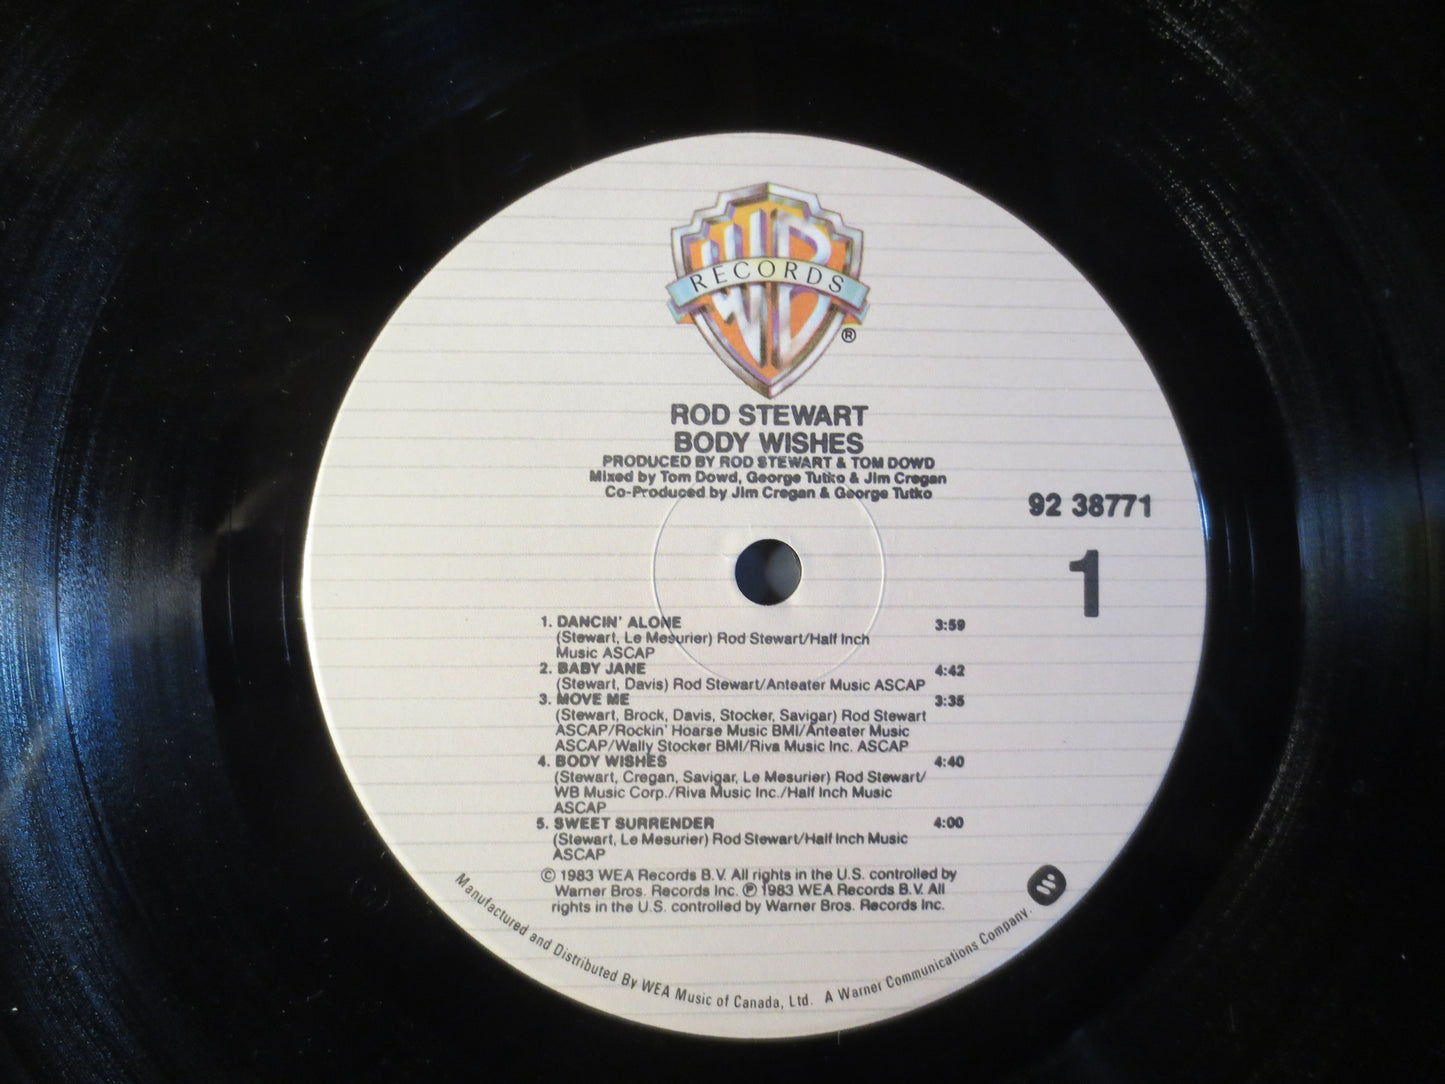 WB
RECORDS
®
ROD STEWART
BODY WISHES
PRODUCED BY ROD STEWART & TOM DOWD
Mixed by Tom Dowd, George Tutko & Jim Cregan
Co-Produced by Jim Cregan & George Tutko
92 38771
1
1. DANCIN' ALONE 3:59
(Stewart, Le Mesurier) Rod Stewart/Half Inch
Music ASCAP
2. BABY JANE 4:42
(Stewart, Davis) Rod Stewart/Anteater Music ASCAP
3. MOVE ME 3:35
(Stewart, Brock, Davis, Stocker, Savigar) Rod Stewart
ASCAP/Rockin' Hoarse Music BMI/Anteater Music
ASCAP/Wally Stocker BMI/Riva Music Inc. ASCAP
4. BODY WISHES 4:40
(Stewart, Cregan, Savigar, Le Mesurier) Rod Stewart/
WB Music Corp./Riva Music Inc./Half Inch Music
ASCAP
5. SWEET SURRENDER 4:00
(Stewart, Le Mesurier) Rod Stewart/Half Inch Music
ASCAP
© 1983 WEA Records B.V. All rights in the U.S. controlled by
Warner Bros. Records Inc. ℗ 1983 WEA Records B.V. All
rights in the U.S. controlled by Warner Bros. Records Inc.
Manufactured and Distributed By WEA Music of Canada, Ltd. A Warner Communications Company.